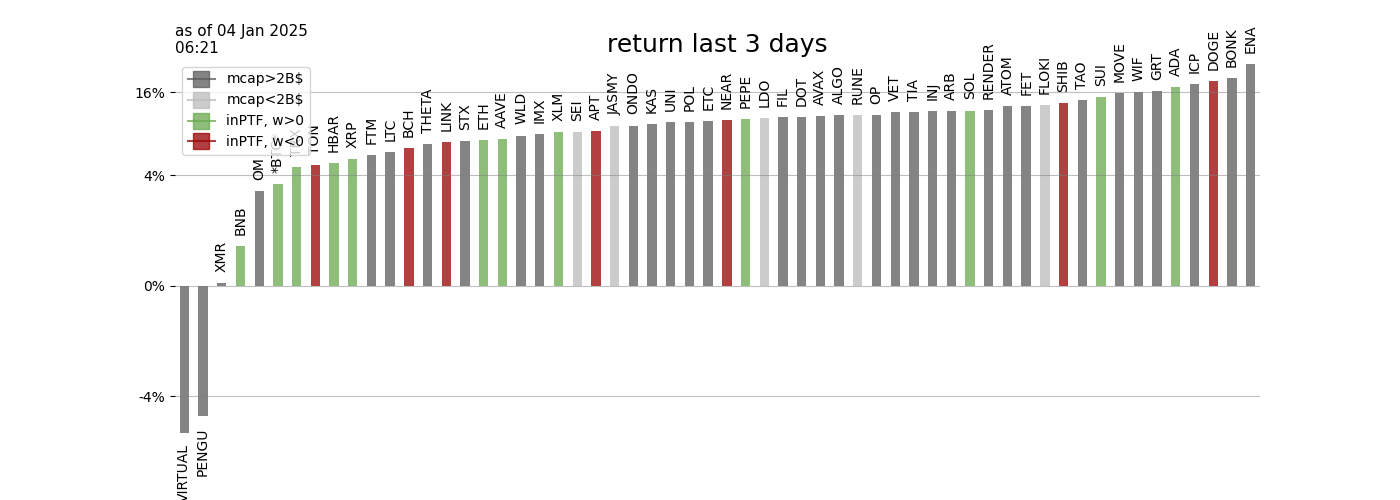 as of 04 Jan 2025
06:21
return last 3 days
mcap>2B$
mcap<2B$
inPTF, w>0
inPTF, w<0
16%
4%
0%
-4%
VIRTUAL
PENGU
XMR
BNB
OM
HBAR
XRP
FTM
LTC
BCH
THETA
LINK
STX
ETH
AAVE
WLD
IMX
XLM
SEI
APT
JASMY
ONDO
KAS
UNI
POL
ETC
NEAR
PEPE
LDO
FIL
DOT
AVAX
ALGO
RUNE
OP
VET
TIA
INJ
ARB
SOL
RENDER
ATOM
FET
FLOKI
SHIB
TAO
SUI
MOVE
WIF
GRT
ADA
ICP
DOGE
BONK
ENA